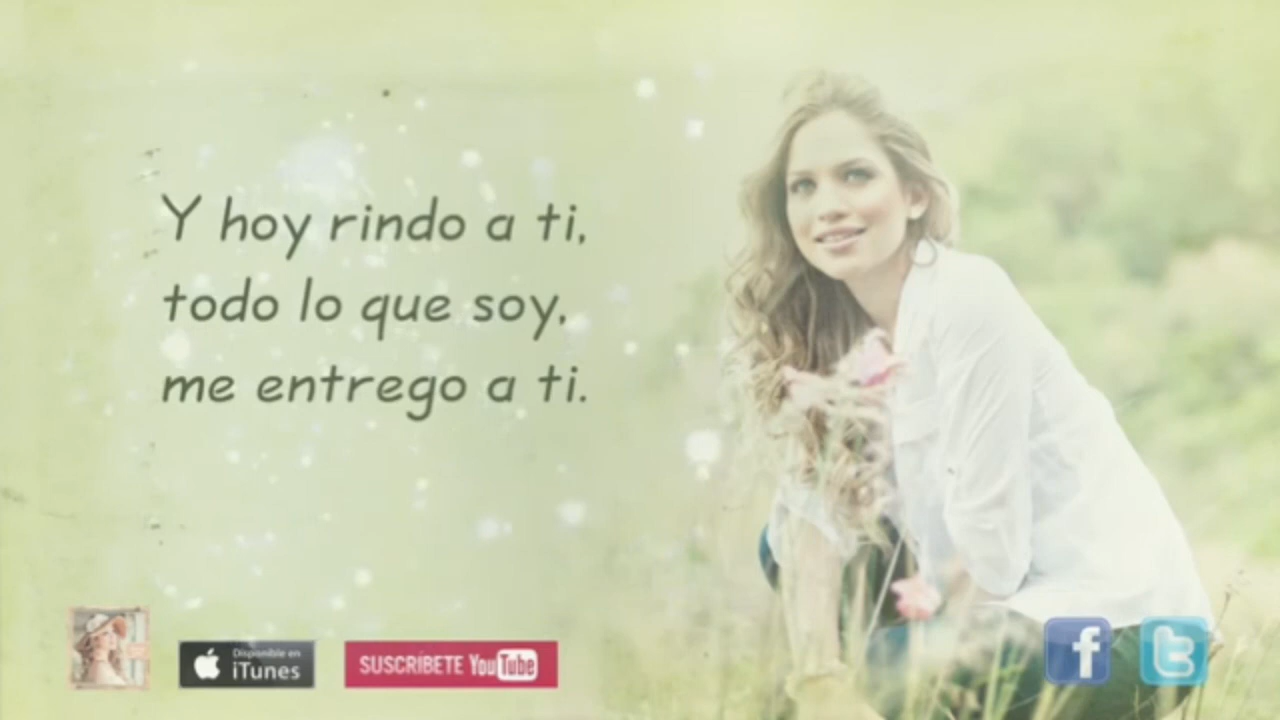 Y hoy rindo a ti,
todo lo que soy,
me entrego a ti.
Disponible en
iTunes
SUSCRÍBETE YouTube
f
t